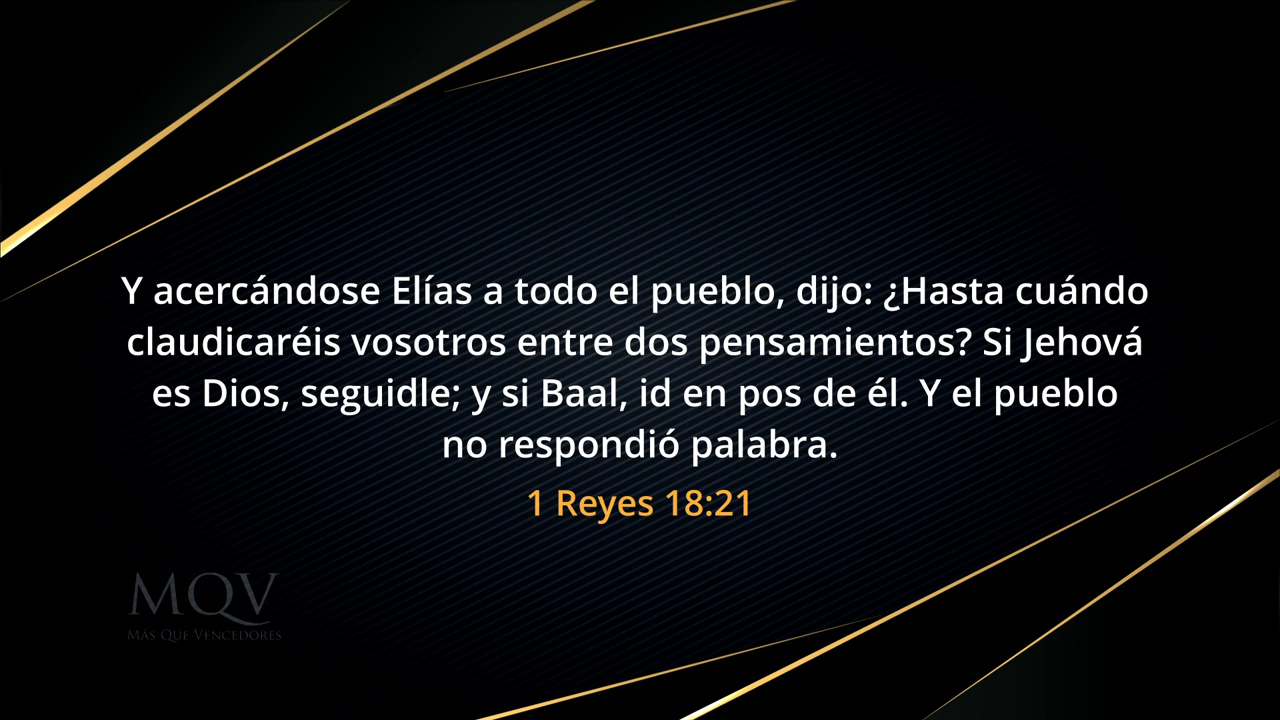 Y acercándose Elías a todo el pueblo, dijo: ¿Hasta cuándo
claudicaréis vosotros entre dos pensamientos? Si Jehová
es Dios, seguidle; y si Baal, id en pos de él. Y el pueblo
no respondió palabra.
1 Reyes 18:21
MQV
Más Que Vencedores